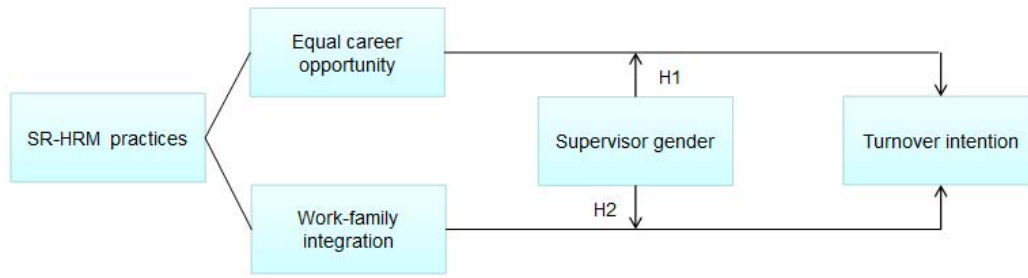 Equal career
opportunity
H1
SR-HRM practices
Supervisor gender
Turnover intention
H2
Work-family
integration